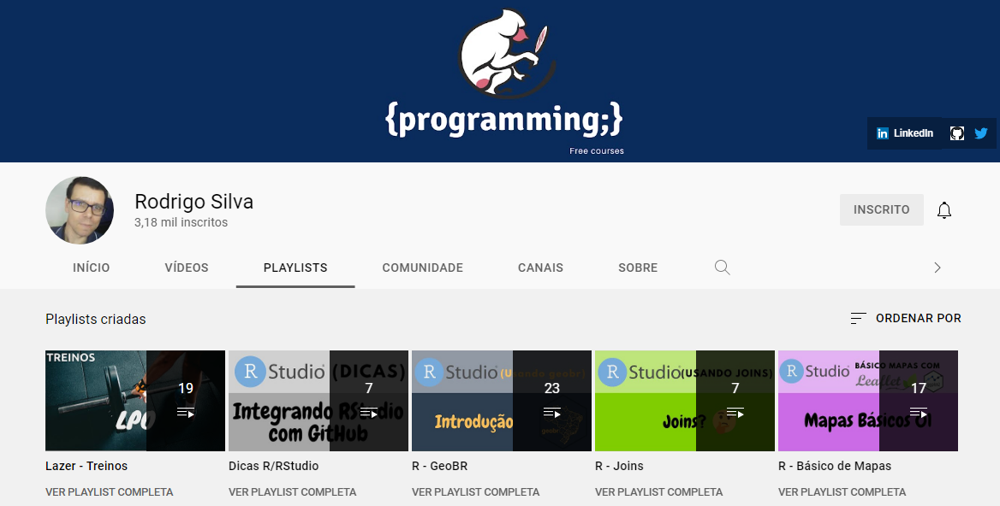 {programming;}
Free courses
in LinkedIn
Rodrigo Silva
3,18 mil inscritos
INSCRITO
INÍCIO
VÍDEOS
PLAYLISTS
COMUNIDADE
CANAIS
SOBRE
Playlists criadas
ORDENAR POR
TREINOS
LPO
19
Lazer - Treinos
VER PLAYLIST COMPLETA
R Studio (DICAS)
7
Integrando RStudio
com GitHub
Dicas R/RStudio
VER PLAYLIST COMPLETA
R Studio (Usando geobr)
23
Introdução
geobr
R - GeoBR
VER PLAYLIST COMPLETA
R Studio (USANDO JOINS)
7
Joins?
R - Joins
VER PLAYLIST COMPLETA
R Studio
BÁSICO MAPAS COM
Leaflet
17
Mapas Básicos 01
R - Básico de Mapas
VER PLAYLIST COMPLETA